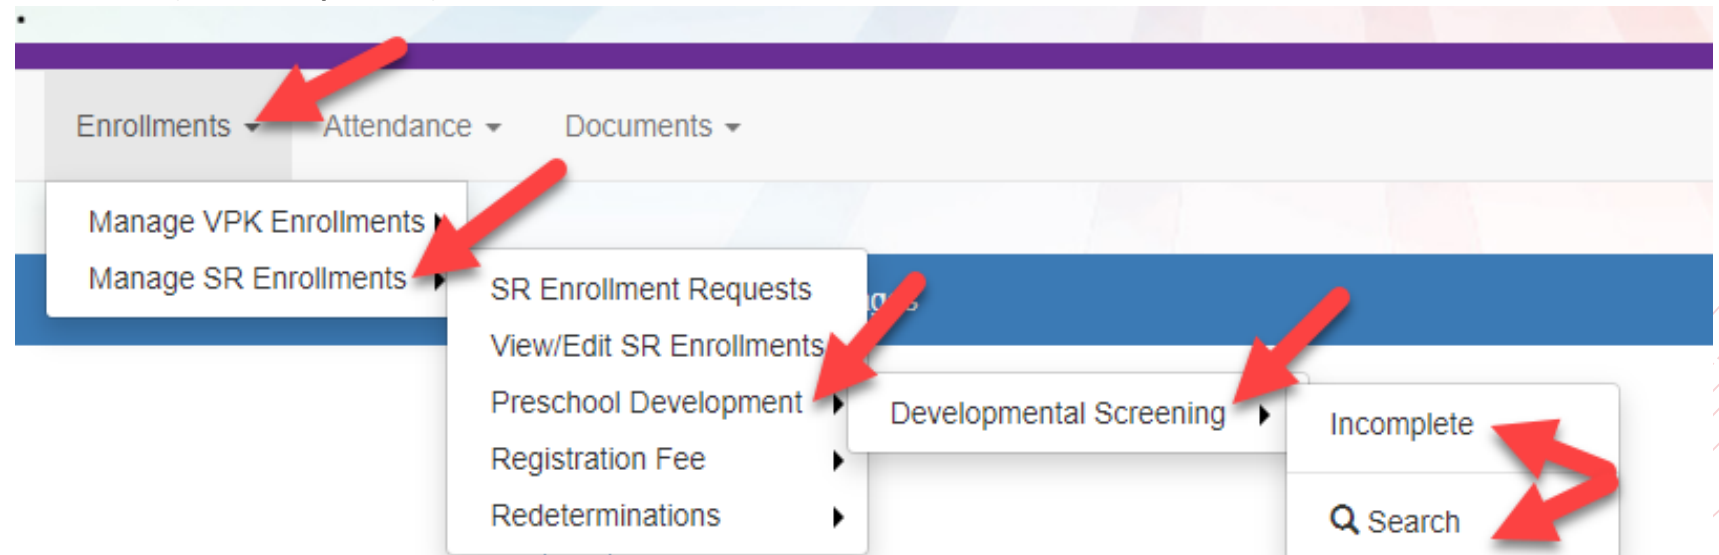 Enrollments
Attendance
Documents
Manage VPK Enrollments
Manage SR Enrollments
SR Enrollment Requests
View/Edit SR Enrollments
Preschool Development
Registration Fee
Redeterminations
Developmental Screening
Incomplete
Search